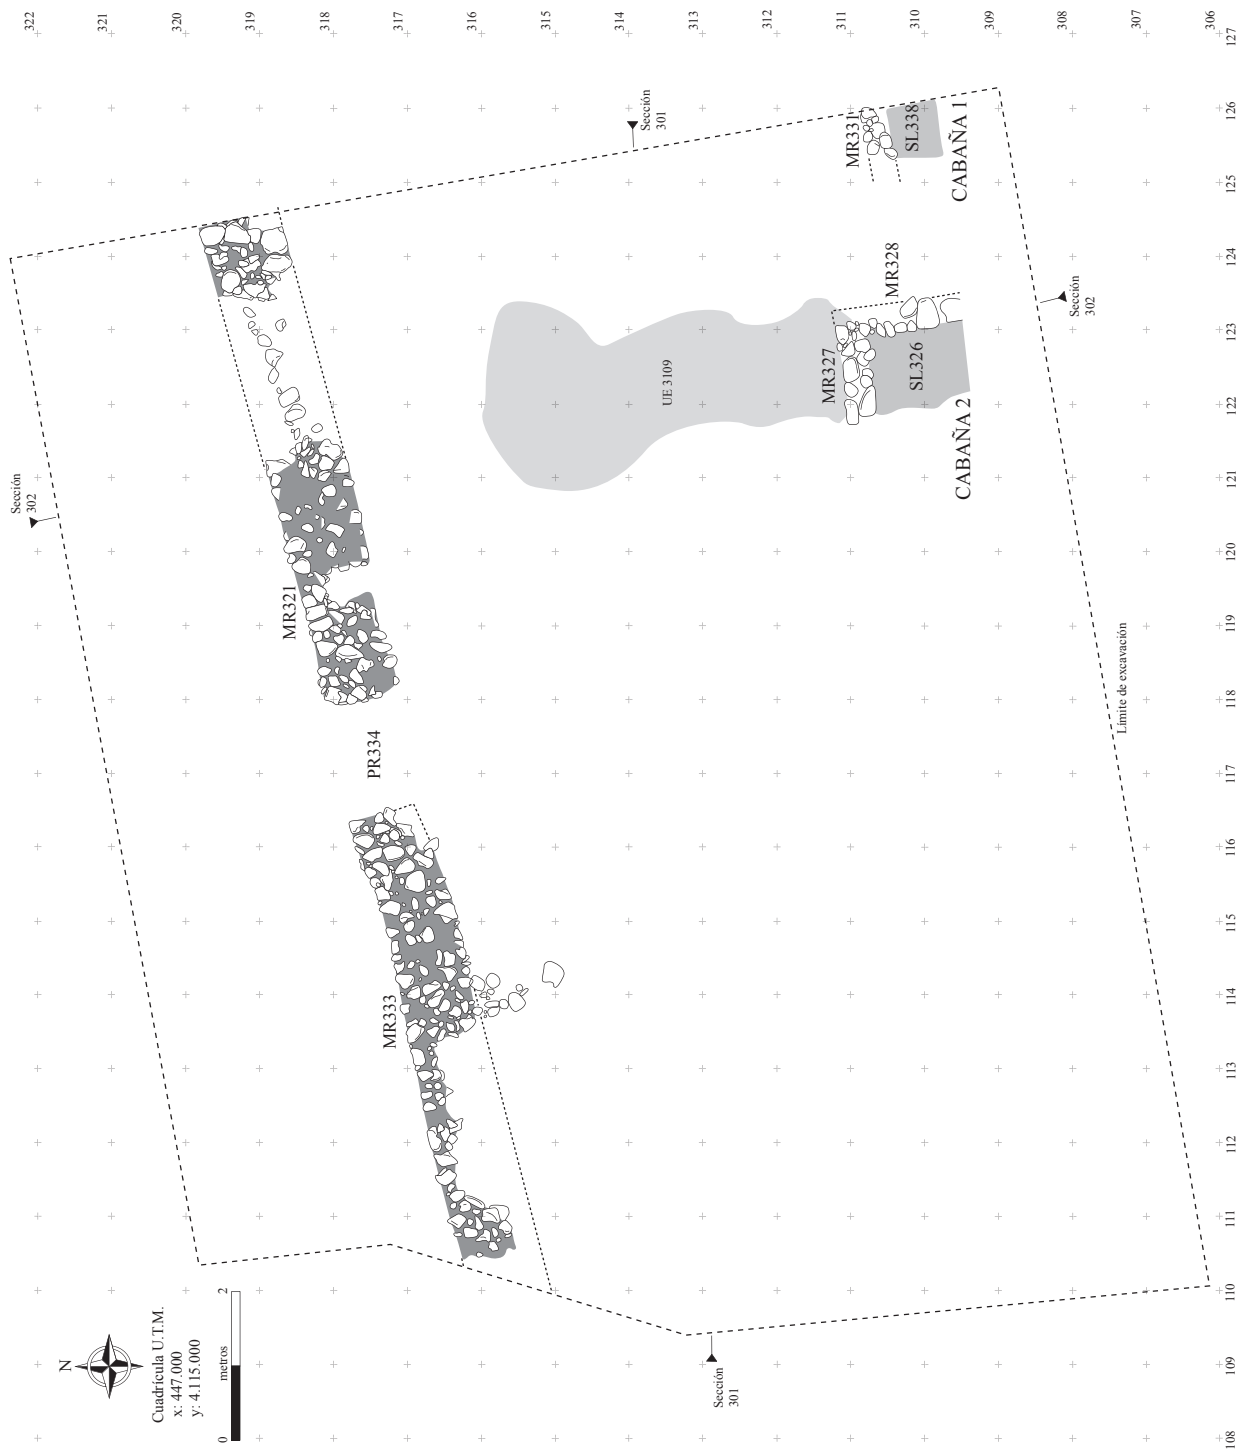 322
321
320
319
318
317
316
315
314
313
312
311
310
309
308
307
306
127
126
125
124
123
122
121
120
119
118
117
116
115
114
113
112
111
110
109
108
Sección
301
MR331
SL338
CABAÑA 1
MR328
Sección
302
MR327
SL326
UE 3109
CABAÑA 2
Sección
302
MR321
Límite de excavación
PR334
MR333
N
Cuadrícula U.T.M.
x: 447.000
y: 4.115.000
0 metros 2
Sección
301